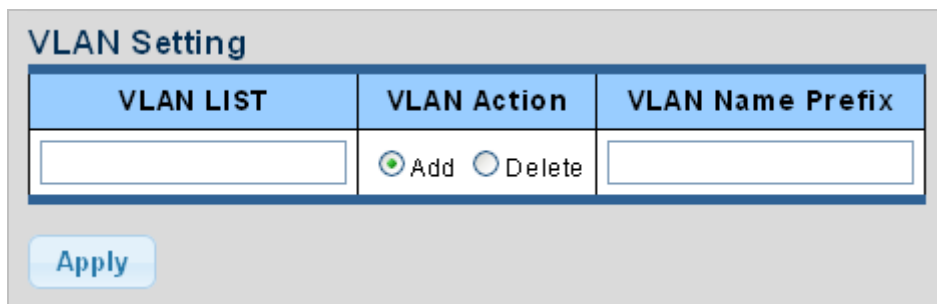 VLAN Setting
VLAN LIST VLAN Action VLAN Name Prefix
Add Delete
Apply